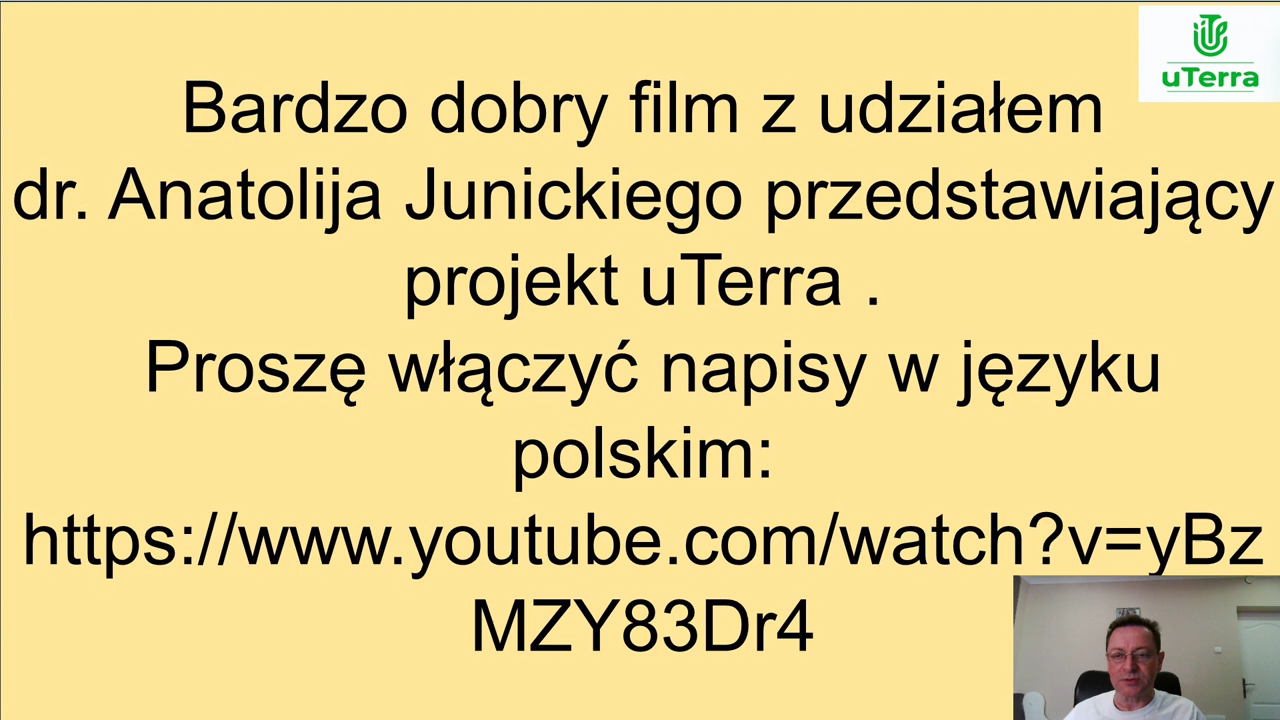 uTerra
Bardzo dobry film z udziałem
dr. Anatolija Junickiego przedstawiający
projekt uTerra .
Proszę włączyć napisy w języku
polskim:
https://www.youtube.com/watch?v=yBz
MZY83Dr4